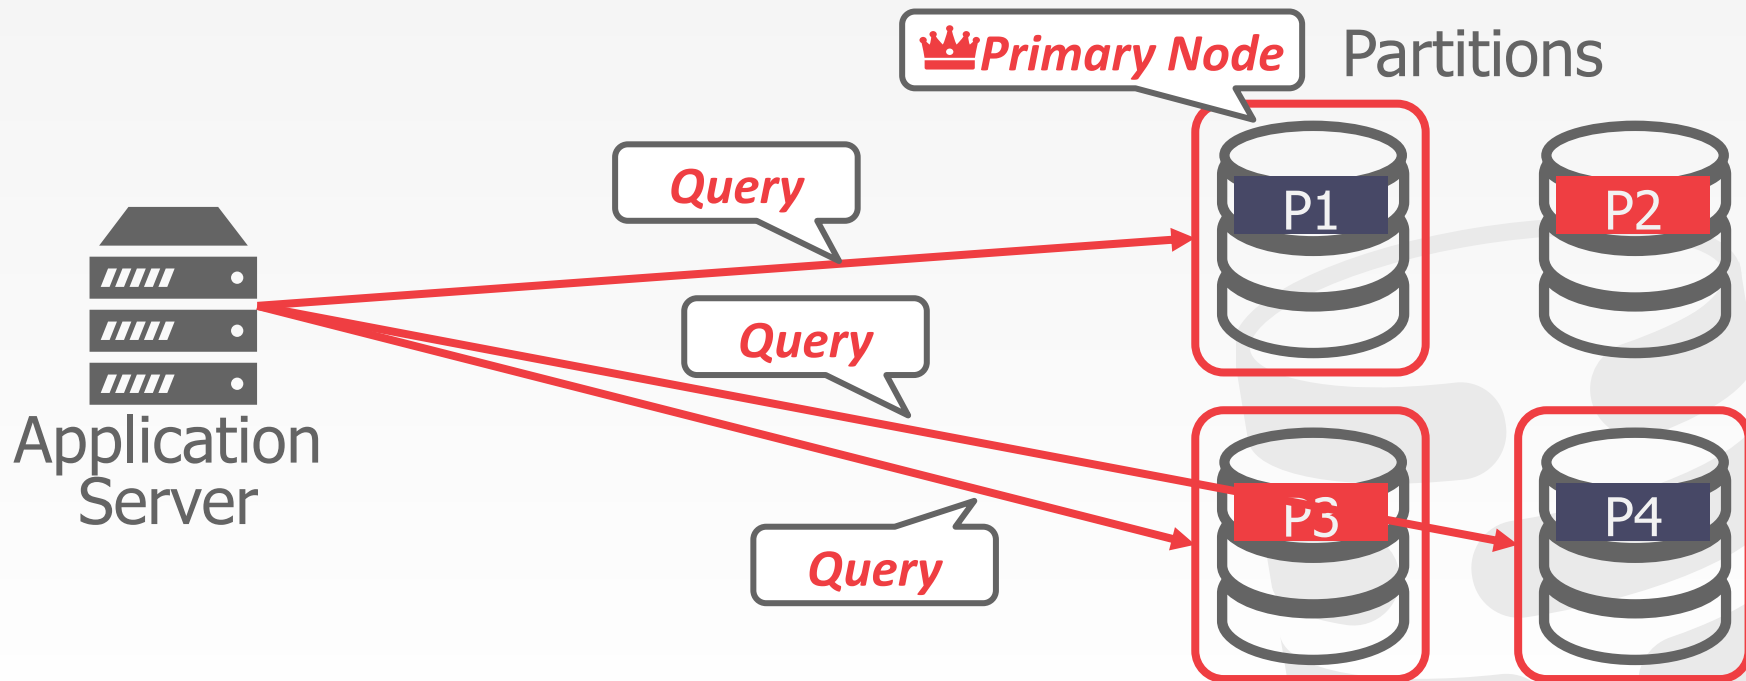 Primary Node
Partitions
Query
P1
P2
Query
Application
Server
P3
P4
Query